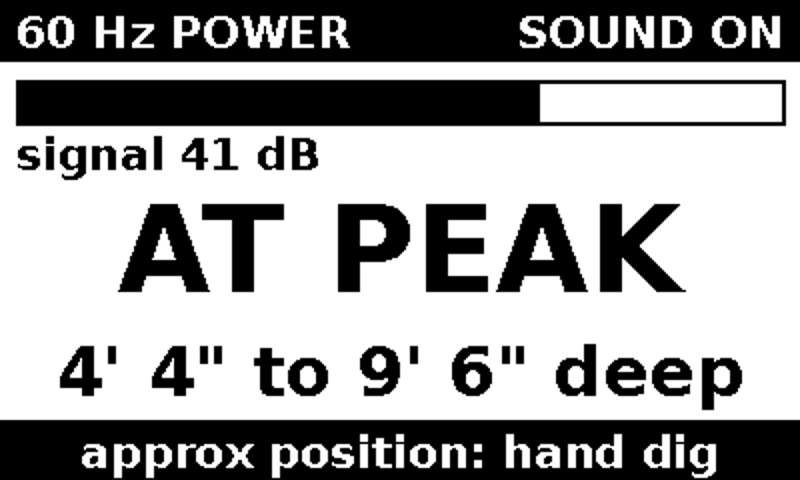 60 Hz POWER SOUND ON
signal 41 dB
AT PEAK
4' 4" to 9' 6" deep
approx position: hand dig